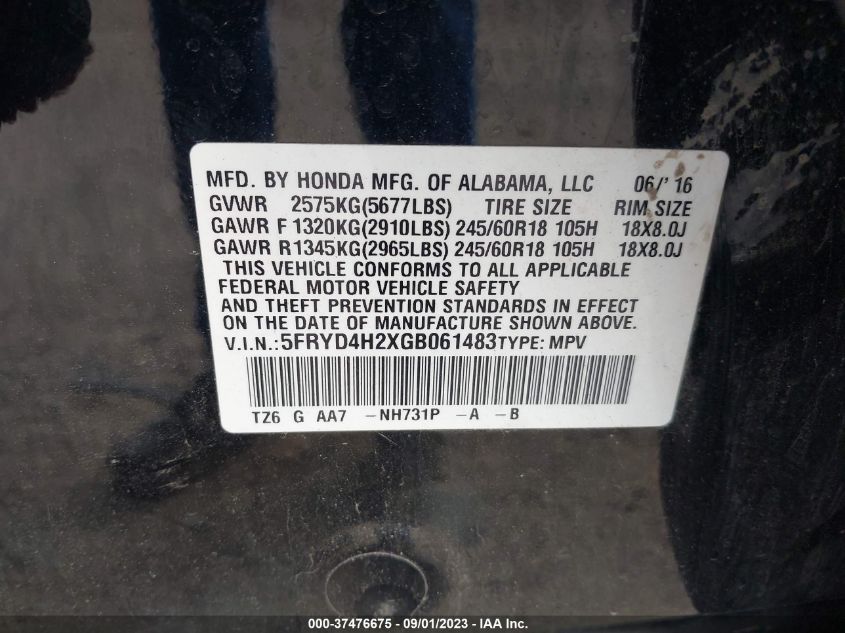 MFD. BY HONDA MFG. OF ALABAMA, LLC 06/'16
GVWR 2575KG(5677LBS) TIRE SIZE RIM SIZE
GAWR F 1320KG(2910LBS) 245/60R18 105H 18X8.0J
GAWR R1345KG(2965LBS) 245/60R18 105H 18X8.0J
THIS VEHICLE CONFORMS TO ALL APPLICABLE
FEDERAL MOTOR VEHICLE SAFETY
AND THEFT PREVENTION STANDARDS IN EFFECT
ON THE DATE OF MANUFACTURE SHOWN ABOVE.
V.I.N.:5FRYD4H2XGB061483TYPE: MPV
TZ6 G AA7 -NH731P -A -B
000-37476675 - 09/01/2023 - IAA Inc.